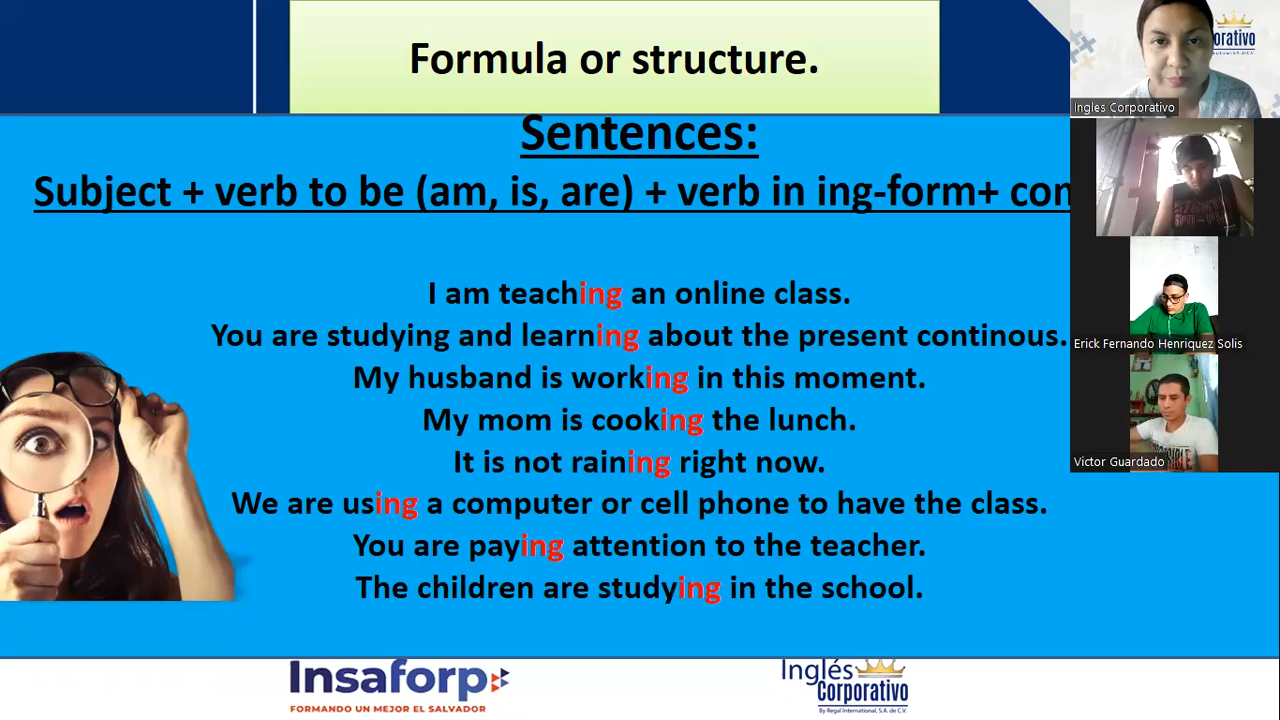 Formula or structure.
Sentences:
Subject + verb to be (am, is, are) + verb in ing-form+
I am teaching an online class.
You are studying and learning about the present continous.
My husband is working in this moment.
My mom is cooking the lunch.
It is not raining right now.
We are using a computer or cell phone to have the class.
You are paying attention to the teacher.
The children are studying in the school.
Insaforp
FORMANDO UN MEJOR EL SALVADOR
Inglés
Corporativo
By Regal International, S.A. de C.V.
Ingles Corporativo
Erick Fernando Henriquez Solis
Victor Guardado